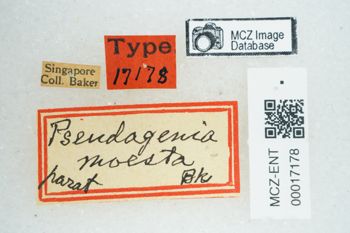 Type
17178
MCZ Image
Database
Singapore
Coll. Baker
Pseudagenia
moesta
parat Bk
MCZ-ENT
00017178